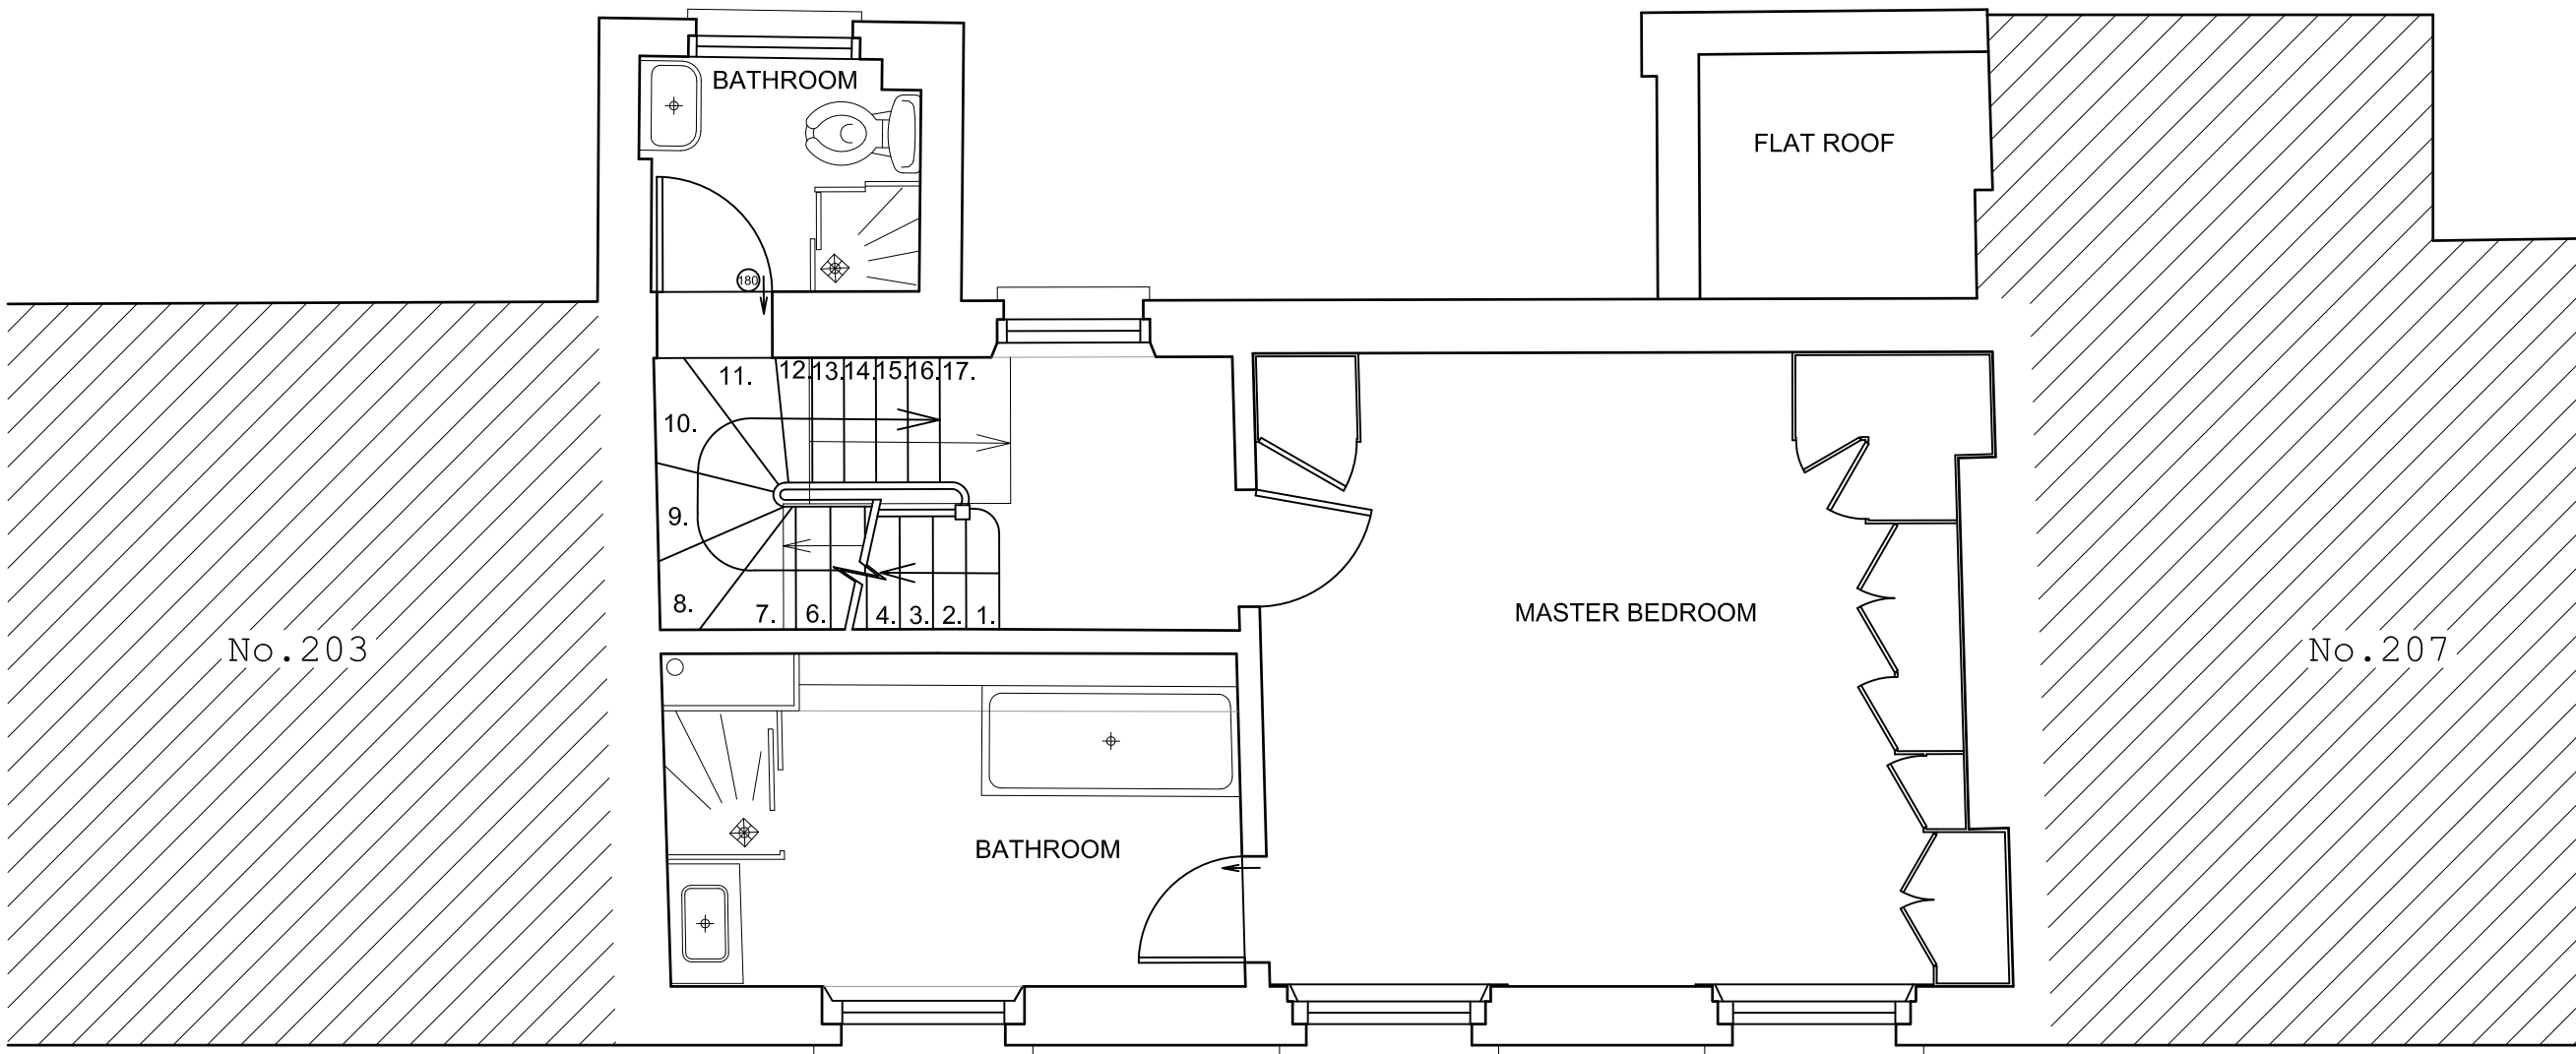 BATHROOM
FLAT ROOF
180
11.
12.
13.
14.
15.
16.
17.
10.
9.
8.
7.
6.
4.
3.
2.
1.
MASTER BEDROOM
No.203
No.207
BATHROOM